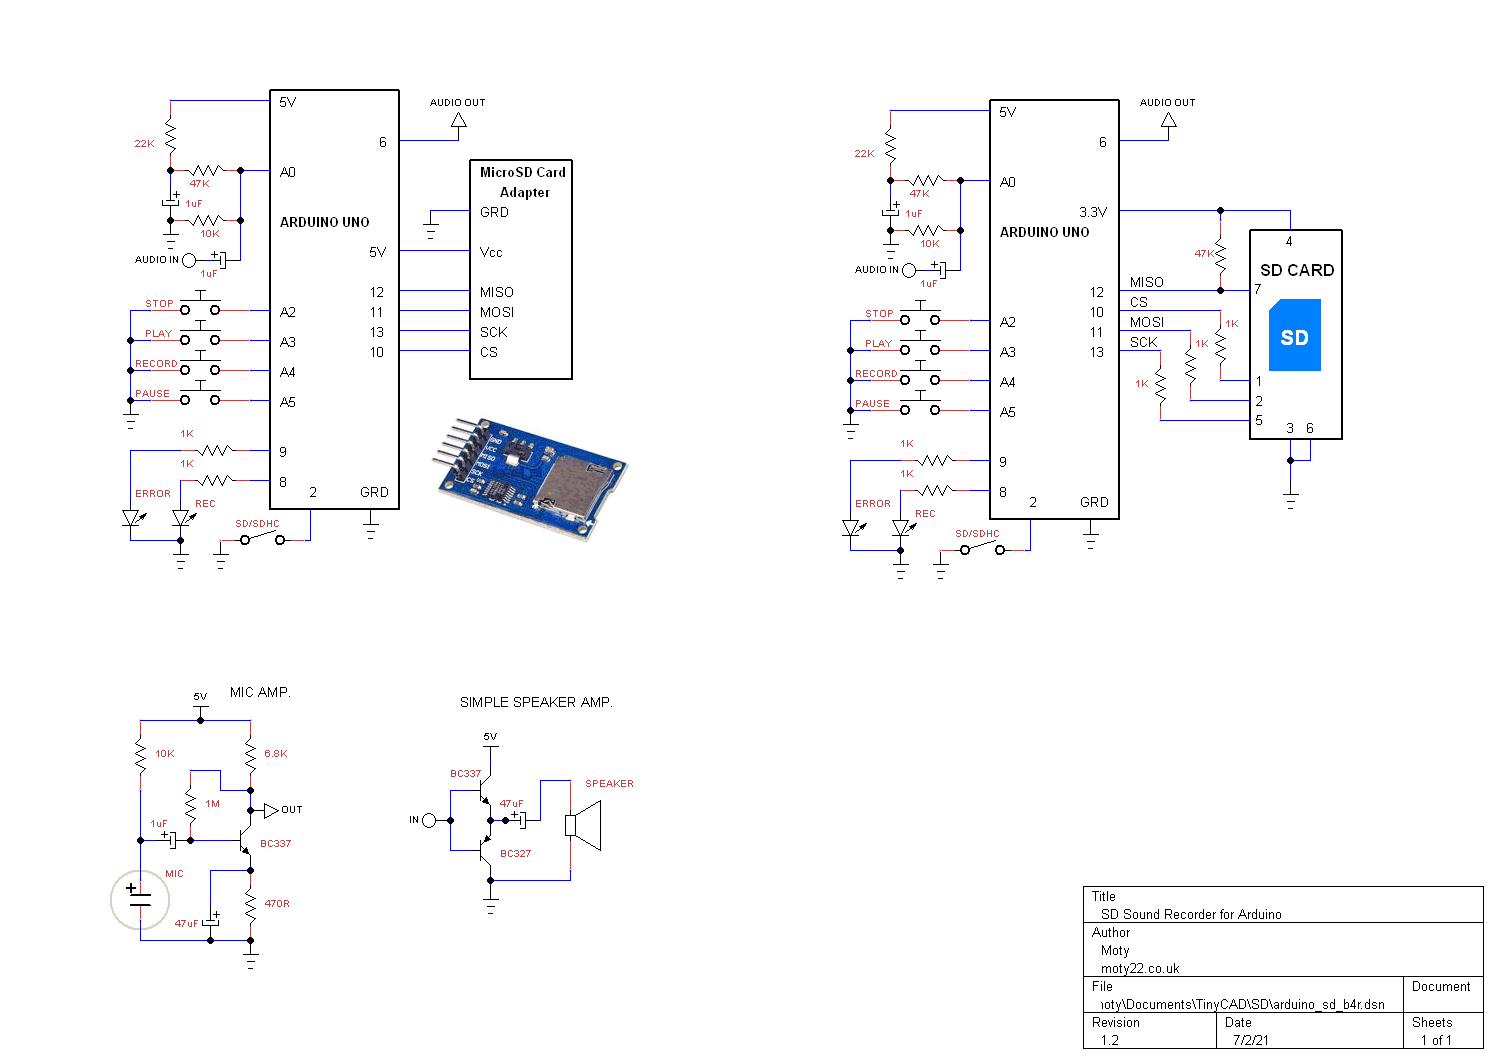 5V
6
AUDIO OUT
22K
A0
47K
1uF
10K
ARDUINO UNO
AUDIO IN
1uF
5V
12
11
13
10
MicroSD Card
Adapter
GRD
Vcc
MISO
MOSI
SCK
CS
STOP
A2
PLAY
A3
RECORD
A4
PAUSE
A5
1K
9
1K
8
ERROR
REC
2
GRD
SD/SDHC
GND
VCC
MISO
MOSI
SCK
CS
5V
6
AUDIO OUT
22K
A0
47K
1uF
10K
ARDUINO UNO
AUDIO IN
1uF
3.3V
47K
4
SD CARD
SD
12
MISO
7
10
CS
1K
11
MOSI
1K
13
SCK
1K
1
2
5
3
6
STOP
A2
PLAY
A3
RECORD
A4
PAUSE
A5
1K
9
1K
8
ERROR
REC
2
GRD
SD/SDHC
MIC AMP.
5V
10K
6.8K
1M
OUT
1uF
BC337
MIC
47uF
470R
SIMPLE SPEAKER AMP.
5V
BC337
SPEAKER
47uF
IN
BC327
Title
SD Sound Recorder for Arduino
Author
Moty
moty22.co.uk
File
Document
\Documents\TinyCAD\SD\arduino_sd_b4r.dsn
Revision
Date
Sheets
1.2
7/2/21
1 of 1